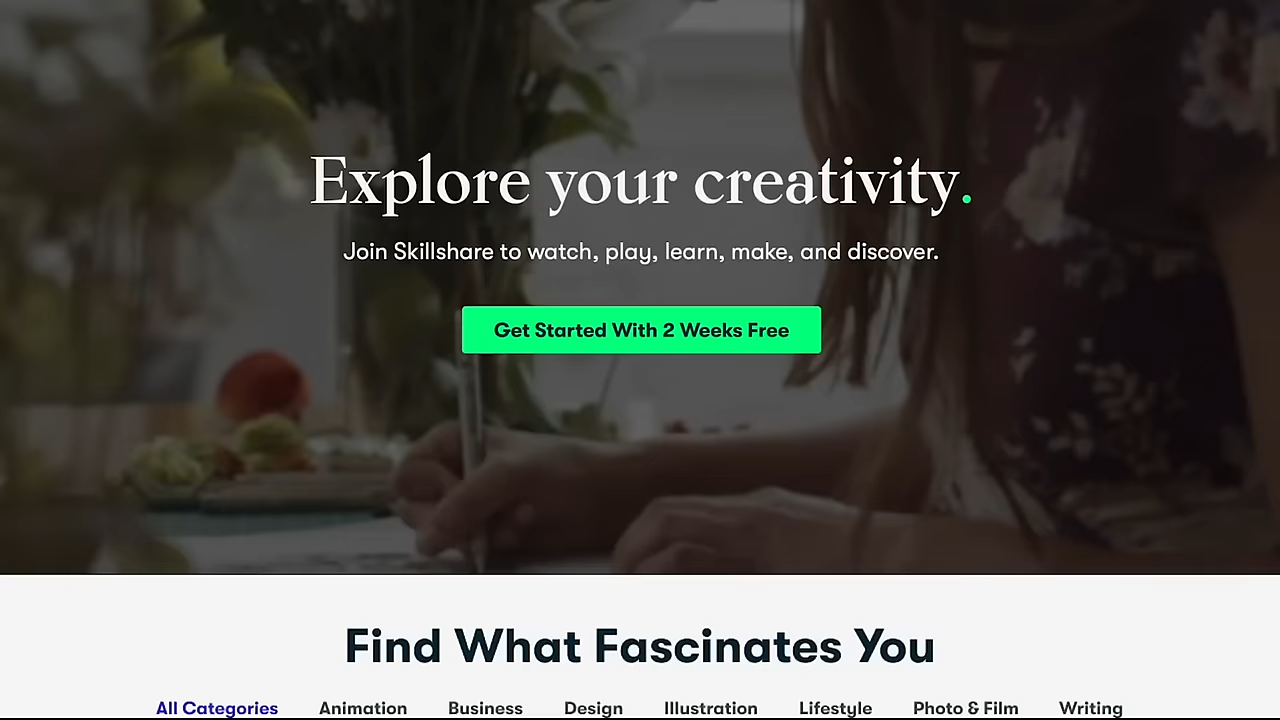 Explore your creativity.
Join Skillshare to watch, play, learn, make, and discover.
Get Started With 2 Weeks Free
Find What Fascinates You
All Categories Animation Business Design Illustration Lifestyle Photo & Film Writing